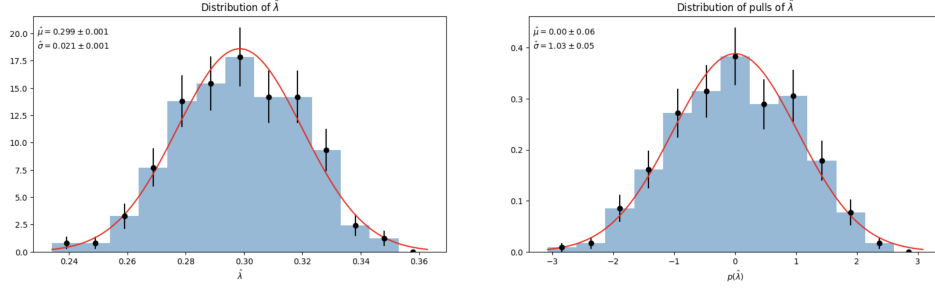 Distribution of λ̂
μ̂ = 0.299 ± 0.001
σ̂ = 0.021 ± 0.001
20.0
17.5
15.0
12.5
10.0
7.5
5.0
2.5
0.0
0.24 0.26 0.28 0.30 0.32 0.34 0.36
λ̂
Distribution of pulls of λ̂
μ̂ = 0.00 ± 0.06
σ̂ = 1.03 ± 0.05
0.4
0.3
0.2
0.1
0.0
−3 −2 −1 0 1 2 3
p(λ̂)